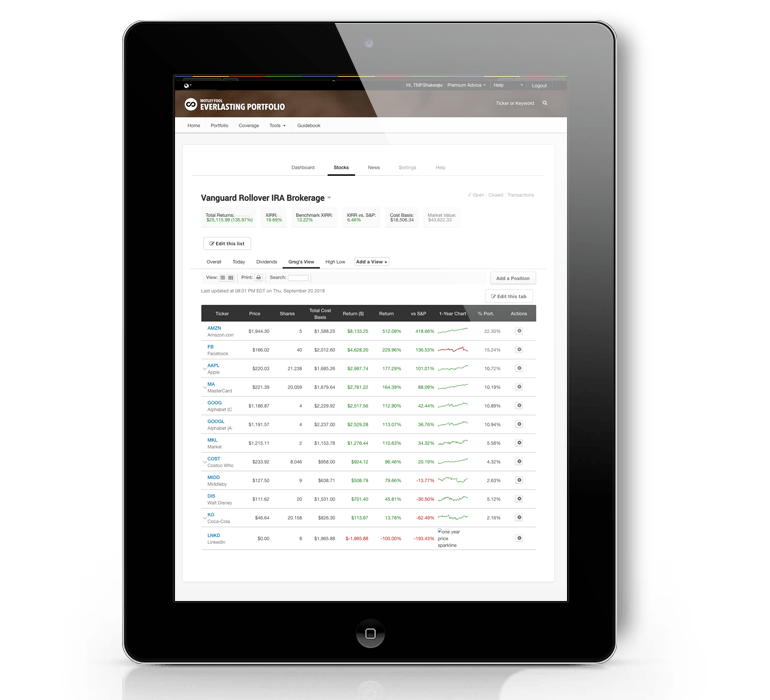 Hi, TMFShakespe Premium Advice Help Logout
MOTLEY FOOL
EVERLASTING PORTFOLIO
Ticker or Keyword
Home Portfolio Coverage Tools Guidebook
Dashboard Stocks News Settings Help
Vanguard Rollover IRA Brokerage
Open Closed Transactions
Total Returns: XIRR: Benchmark XIRR: XIRR vs. S&P: Cost Basis: Market Value:
$25,115.99 (135.97%) 19.69% 13.22% 6.46% $18,506.34 $43,622.33
Edit this list
Overall Today Dividends Greg's View High Low Add a View +
View: Print: Search: Add a Position
Last updated at 08:01 PM EDT on Thu, September 20 2018
Edit this tab
Ticker Price Shares Total Cost Basis Return ($) Return vs S&P 1-Year Chart % Port. Actions
AMZN $1,944.30 5 $1,588.25 $8,133.25 512.09% 418.66% 22.30%
Amazon.com
FB $166.02 40 $2,012.60 $4,628.20 229.96% 136.53% 15.24%
Facebook
AAPL $220.03 21.238 $1,685.26 $2,987.74 177.29% 101.01% 10.72%
Apple
MA $221.39 20.059 $1,679.64 $2,761.22 164.39% 88.09% 10.19%
MasterCard
GOOG $1,186.87 4 $2,229.92 $2,517.56 112.90% 42.44% 10.89%
Alphabet (C
GOOGL $1,191.57 4 $2,237.00 $2,529.28 113.07% 36.76% 10.94%
Alphabet (A
MKL $1,215.11 2 $1,153.78 $1,276.44 110.63% 34.32% 5.58%
Markel
COST $233.92 8.046 $958.00 $924.12 96.46% 20.19% 4.32%
Costco Who
MIDD $127.50 9 $638.71 $508.79 79.66% -13.77% 2.63%
Middleby
DIS $111.62 20 $1,531.00 $701.40 45.81% -30.50% 5.12%
Walt Disney
KO $46.64 20.158 $826.30 $113.87 13.78% -62.49% 2.16%
Coca-Cola
LNKD $0.00 8 $1,965.88 $-1,965.88 -100.00% -193.43% one year price sparkline
LinkedIn